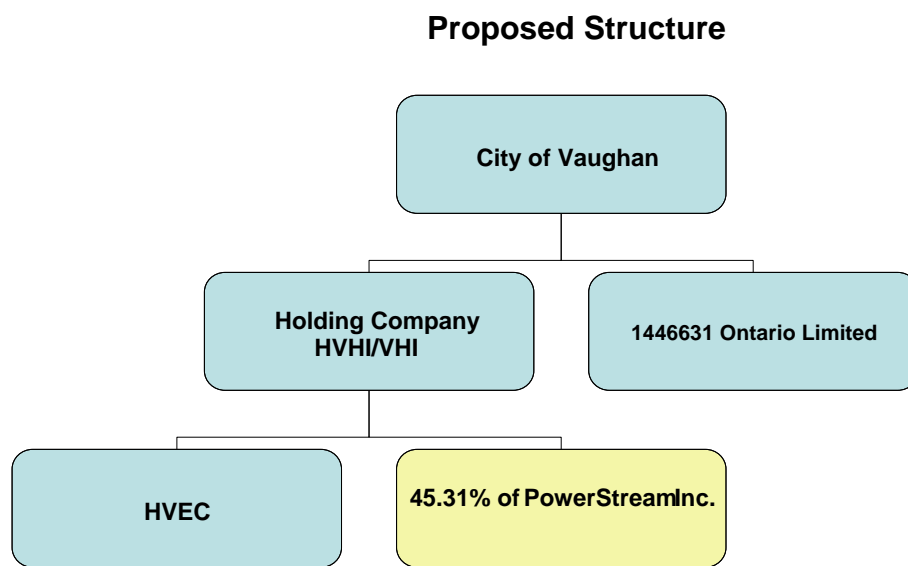 Proposed Structure
City of Vaughan
Holding Company
HVHI/VHI
1446631 Ontario Limited
HVEC
45.31% of PowerStreamInc.